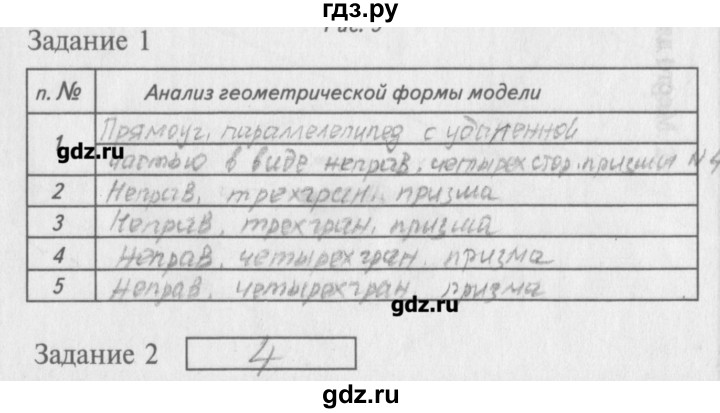 гдз.ру
Рис. 5
Задание 1
п. № Анализ геометрической формы модели
1 Прямоуг. параллелепипед с удаленной
gdz.ru
частью в виде неправ. четырехстор. призмы N 4
2 Неправ. трехгран. призма
3 Неправ. трехгран. призма
4 Неправ. четырехгран. призма
5 Неправ. четырехгран. призма
gdz.ru
Задание 2 4
gdz.ru